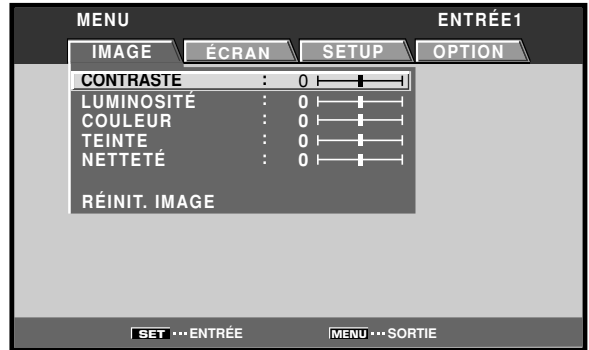 MENU ENTRÉE1
IMAGE ÉCRAN SETUP OPTION
CONTRASTE : 0
LUMINOSITÉ : 0
COULEUR : 0
TEINTE : 0
NETTETÉ : 0
RÉINIT. IMAGE
SET ··· ENTRÉE MENU ··· SORTIE